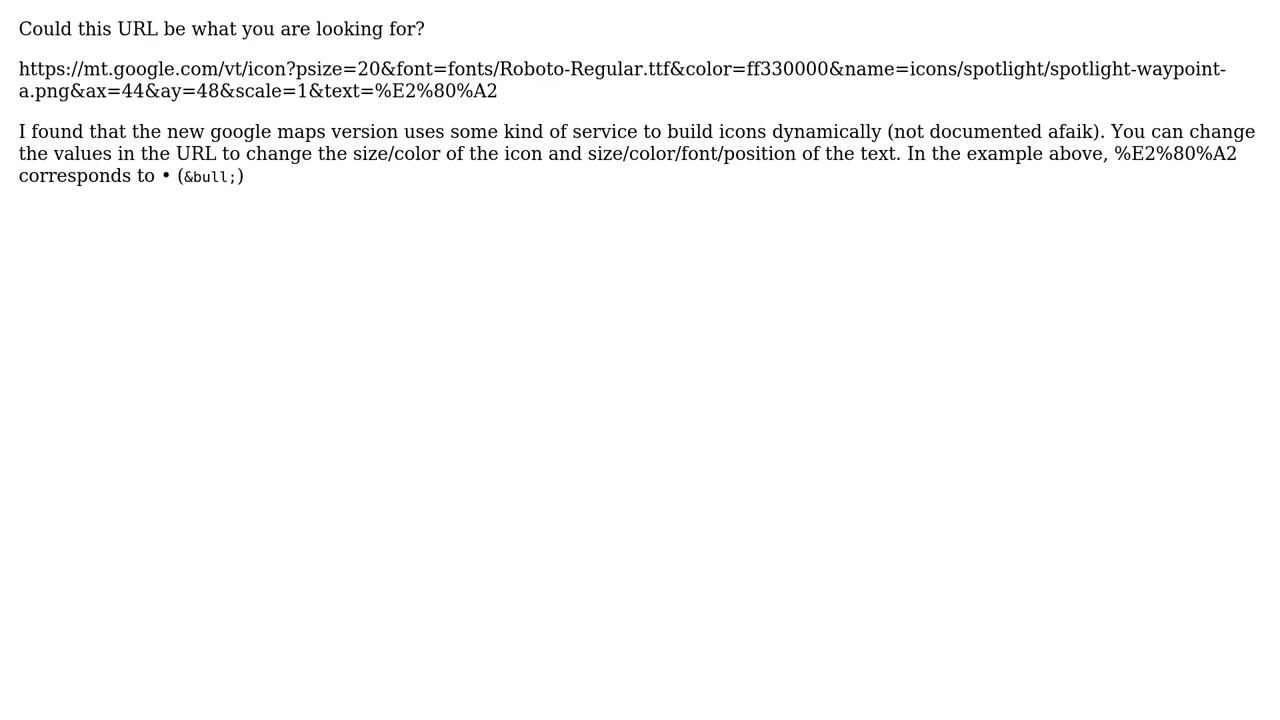 Could this URL be what you are looking for?
https://mt.google.com/vt/icon?psize=20&font=fonts/Roboto-Regular.ttf&color=ff330000&name=icons/spotlight/spotlight-waypoint-
a.png&ax=44&ay=48&scale=1&text=%E2%80%A2
I found that the new google maps version uses some kind of service to build icons dynamically (not documented afaik). You can change
the values in the URL to change the size/color of the icon and size/color/font/position of the text. In the example above, %E2%80%A2
corresponds to • (&bull;)